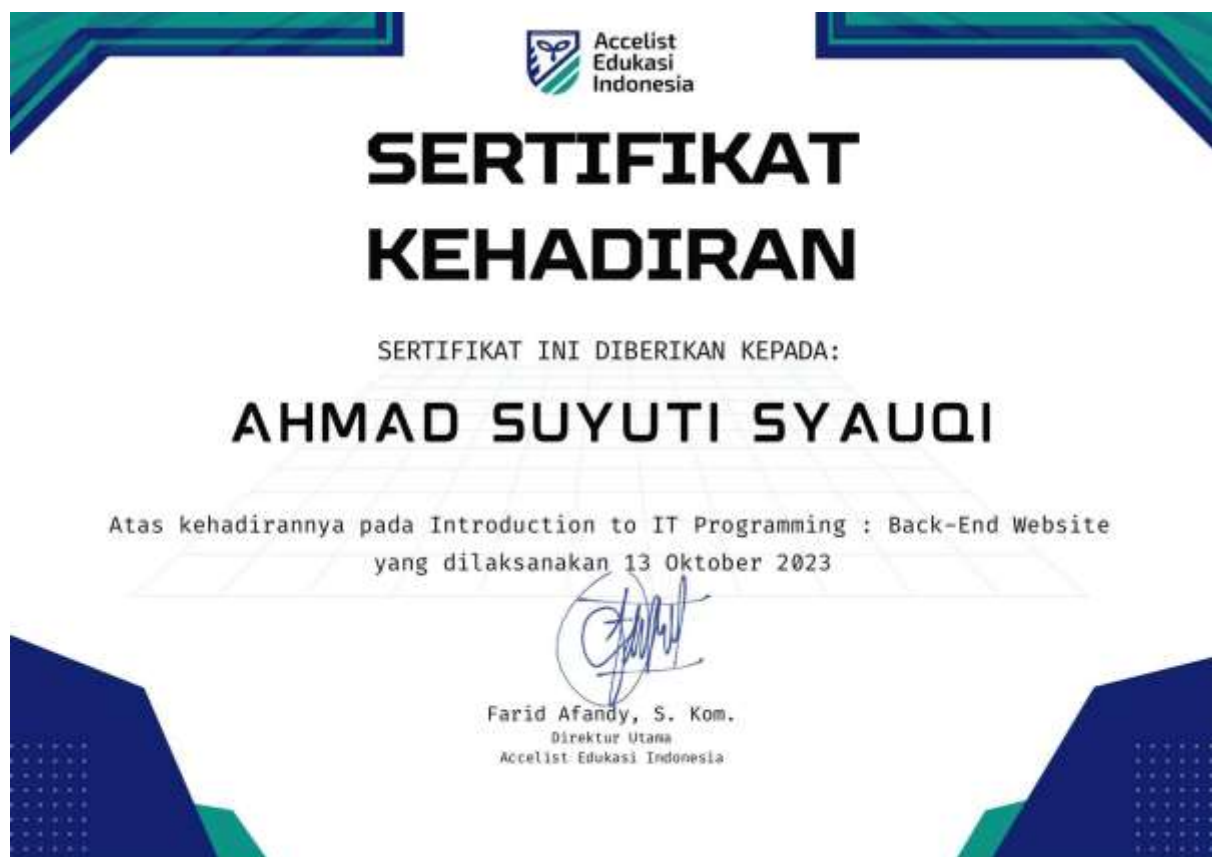 Accelist
Edukasi
Indonesia
SERTIFIKAT
KEHADIRAN
SERTIFIKAT INI DIBERIKAN KEPADA:
AHMAD SUYUTI SYAUQI
Atas kehadirannya pada Introduction to IT Programming : Back-End Website
yang dilaksanakan 13 Oktober 2023
Farid Afandy, S. Kom.
Direktur Utama
Accelist Edukasi Indonesia